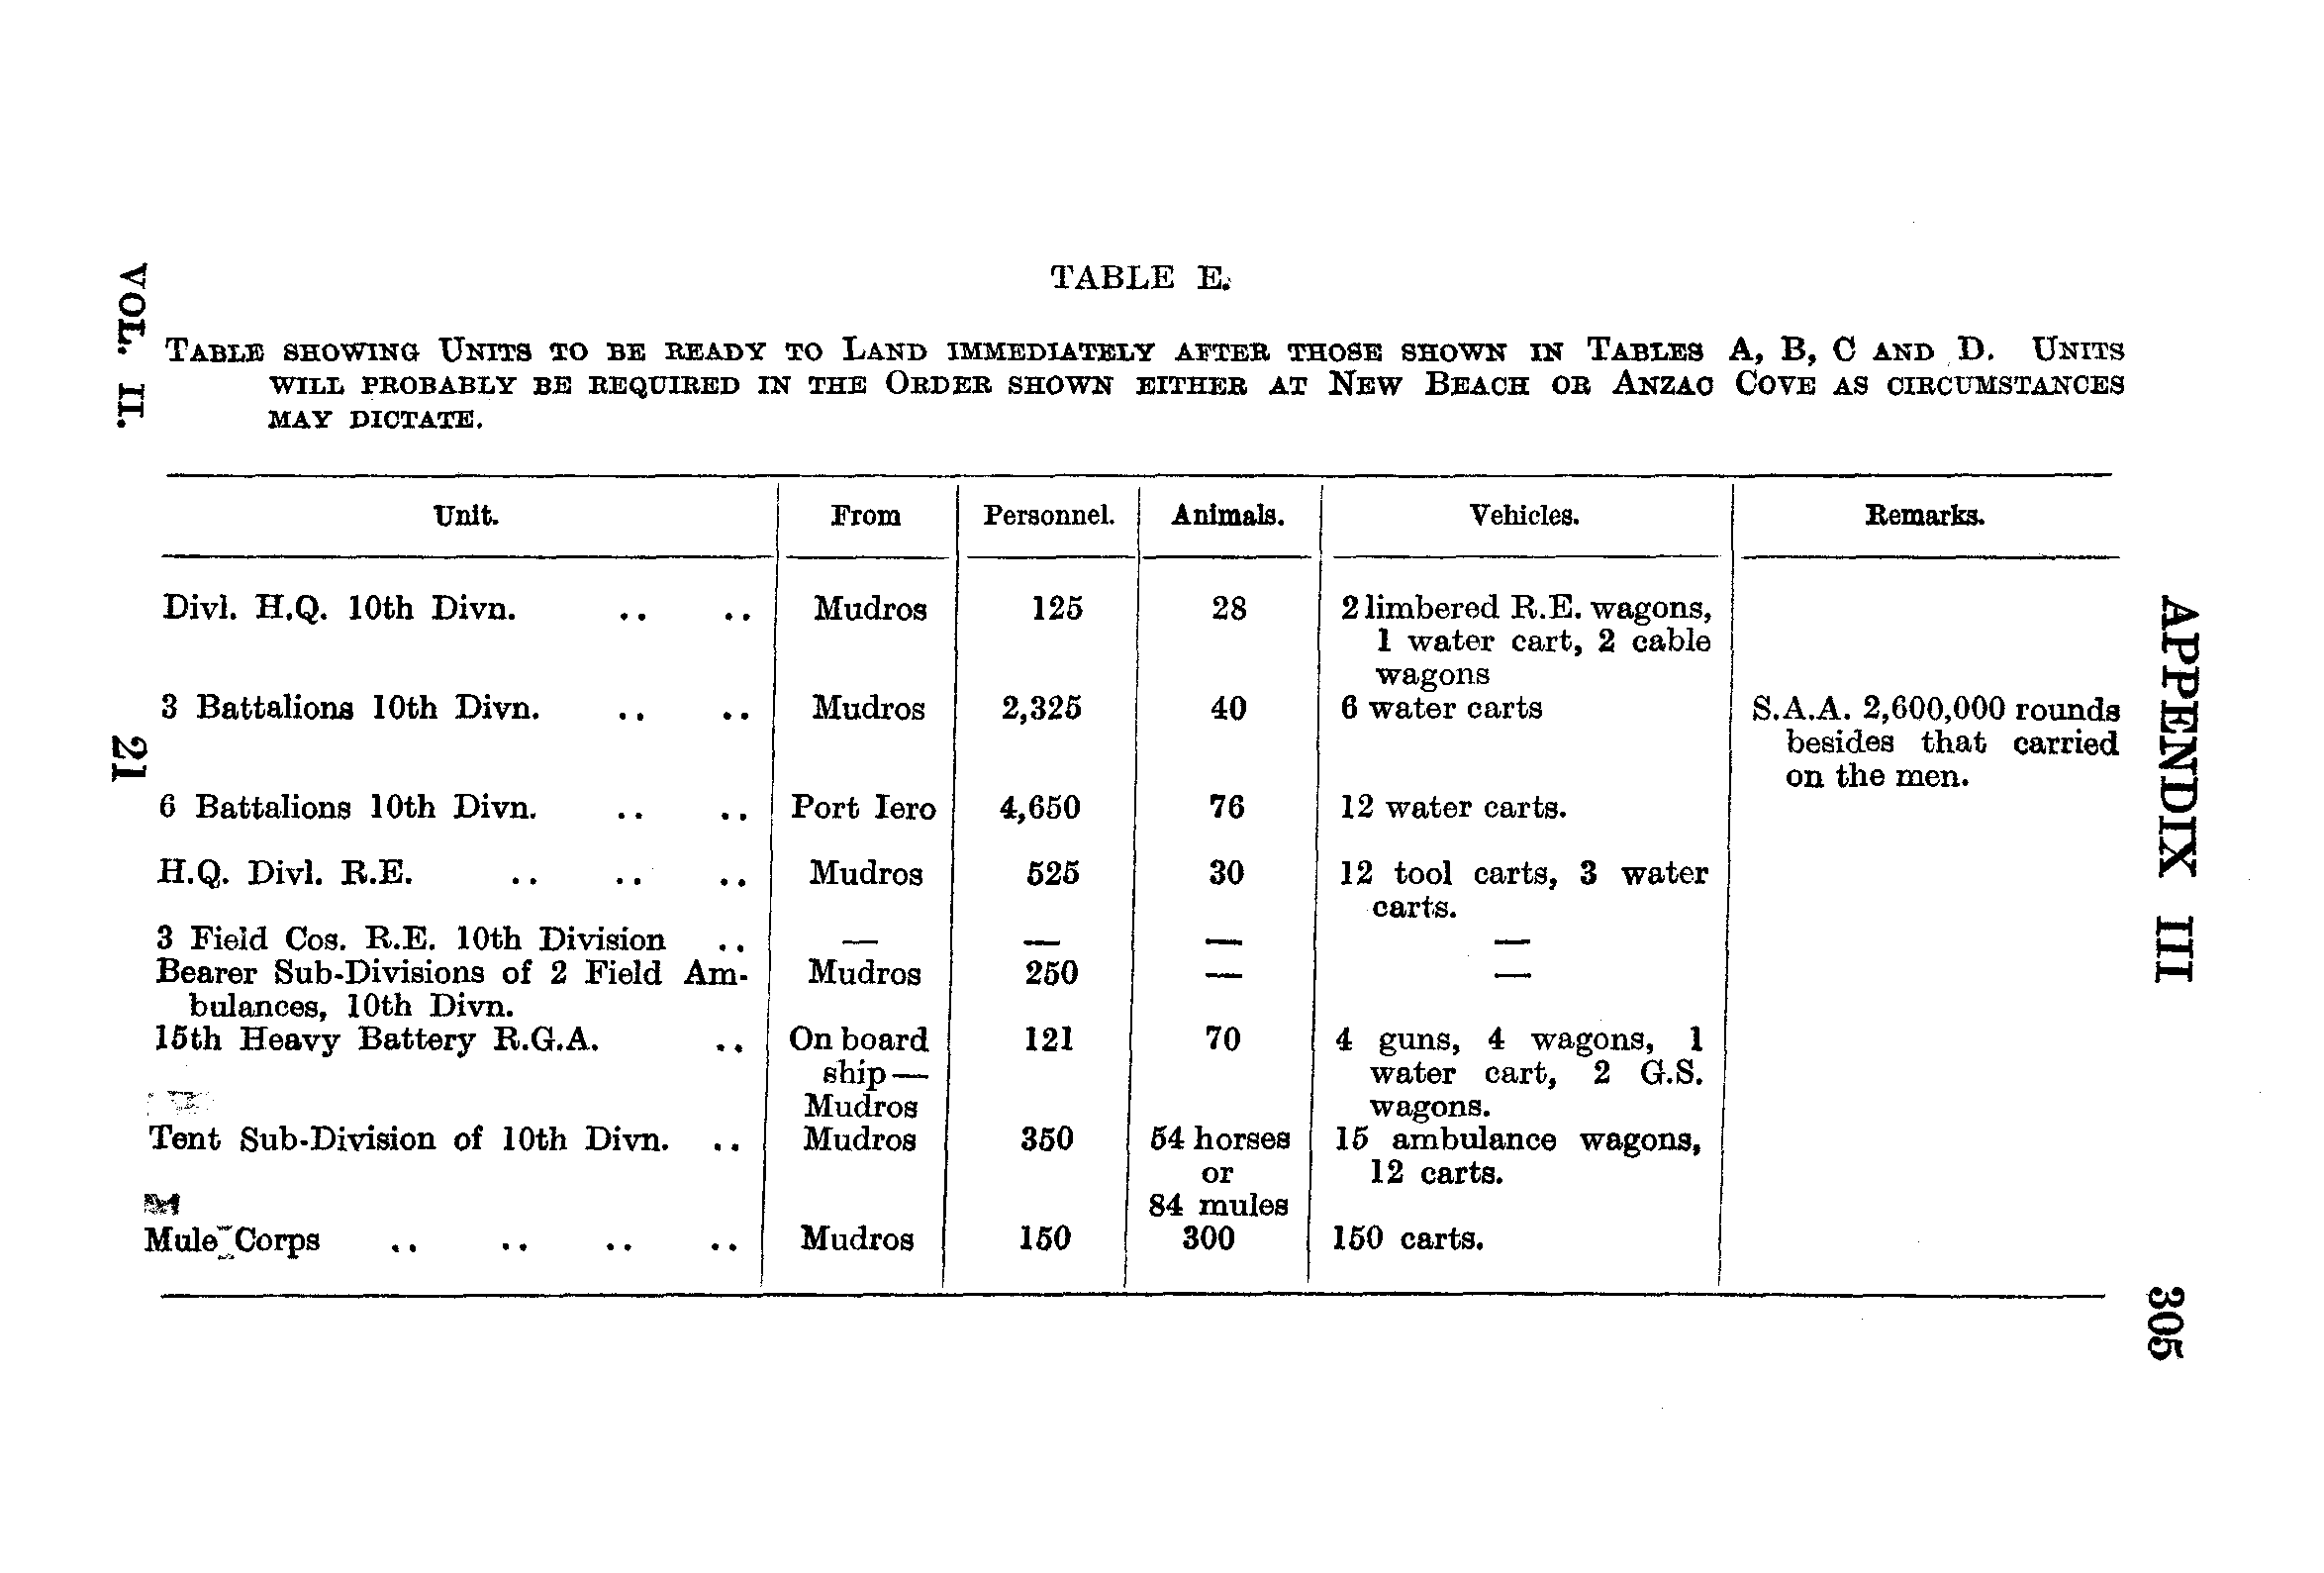 TABLE E.
TABLE SHOWING UNITS TO BE READY TO LAND IMMEDIATELY AFTER THOSE SHOWN IN TABLES A, B, C AND D. UNITS
WILL PROBABLY BE REQUIRED IN THE ORDER SHOWN EITHER AT NEW BEACH OR ANZAC COVE AS CIRCUMSTANCES
MAY DICTATE.
Unit. From Personnel. Animals. Vehicles. Remarks.
Divl. H.Q. 10th Divn. .. .. Mudros 125 28 2 limbered R.E. wagons,
1 water cart, 2 cable
wagons
3 Battalions 10th Divn. .. .. Mudros 2,325 40 6 water carts S.A.A. 2,600,000 rounds
besides that carried
on the men.
6 Battalions 10th Divn. .. .. Port Iero 4,650 76 12 water carts.
H.Q. Divl. R.E. .. .. .. Mudros 525 30 12 tool carts, 3 water
carts.
3 Field Cos. R.E. 10th Division .. — — — —
Bearer Sub-Divisions of 2 Field Am- Mudros 250 — —
bulances, 10th Divn.
15th Heavy Battery R.G.A. .. On board 121 70 4 guns, 4 wagons, 1
ship— water cart, 2 G.S.
Mudros wagons.
Tent Sub-Division of 10th Divn. .. Mudros 350 54 horses 15 ambulance wagons,
or 12 carts.
84 mules
Mule Corps .. .. .. .. Mudros 150 300 150 carts.
VOL. II.
21
APPENDIX III
305